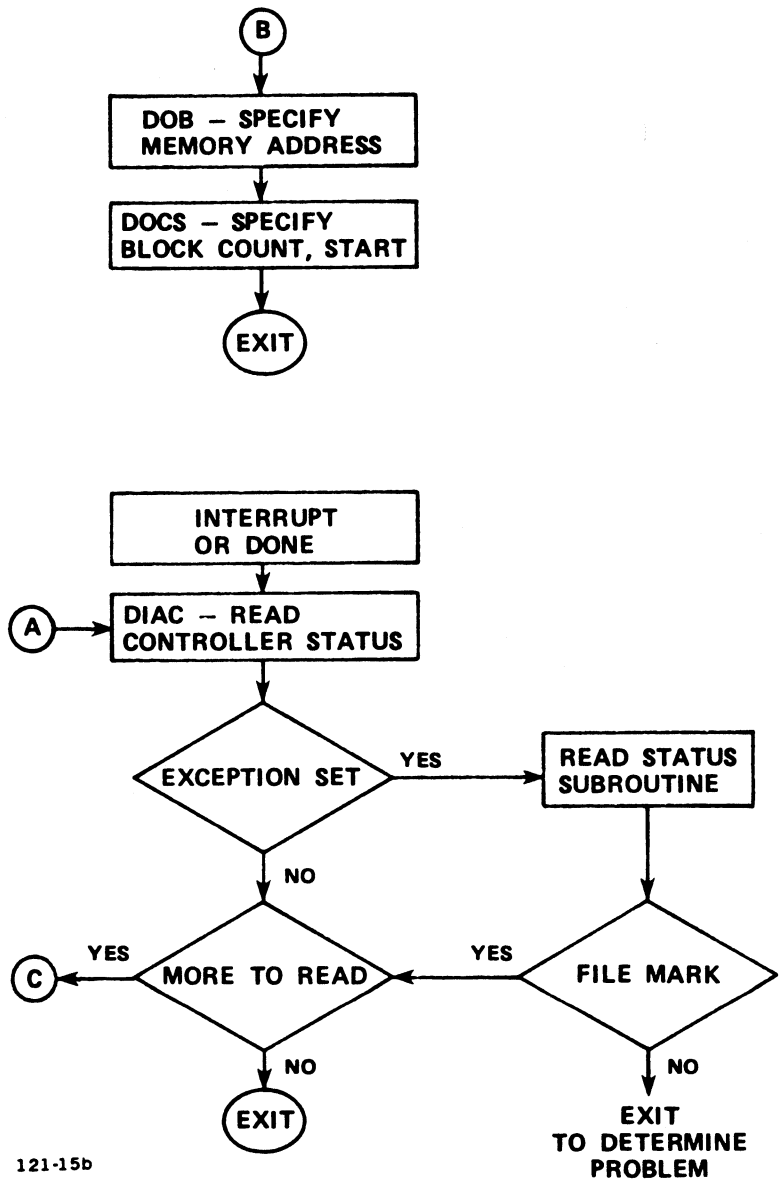 B
DOB – SPECIFY
MEMORY ADDRESS
DOCS – SPECIFY
BLOCK COUNT, START
EXIT
INTERRUPT
OR DONE
A
DIAC – READ
CONTROLLER STATUS
EXCEPTION SET
YES
READ STATUS
SUBROUTINE
NO
YES
C
MORE TO READ
YES
FILE MARK
NO
EXIT
NO
EXIT
TO DETERMINE
PROBLEM
121-15b